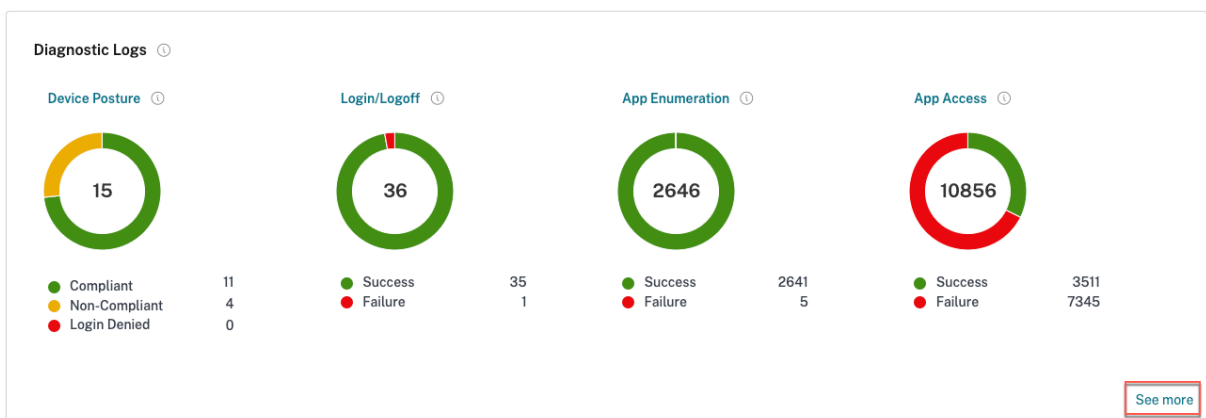 Diagnostic Logs
Device Posture
Login/Logoff
App Enumeration
App Access
15
36
2646
10856
Compliant 11
Non-Compliant 4
Login Denied 0
Success 35
Failure 1
Success 2641
Failure 5
Success 3511
Failure 7345
See more